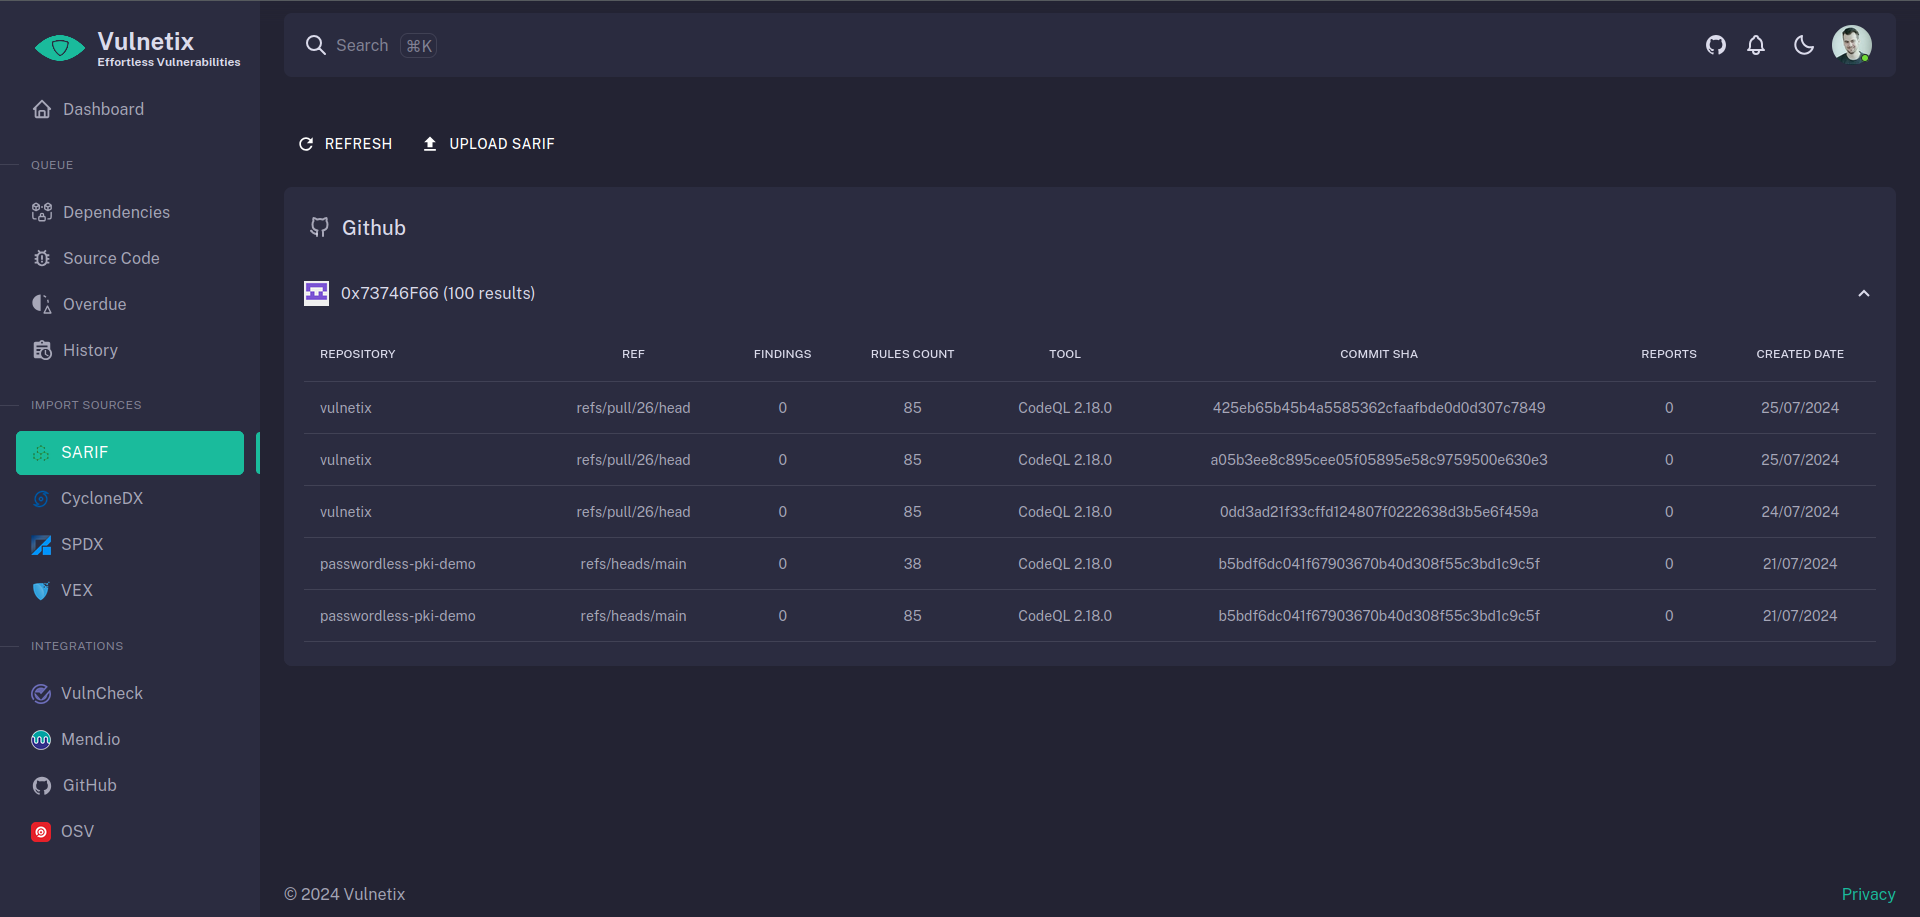 Vulnetix
Effortless Vulnerabilities
Search ⌘K
Dashboard
QUEUE
Dependencies
Source Code
Overdue
History
IMPORT SOURCES
SARIF
CycloneDX
SPDX
VEX
INTEGRATIONS
VulnCheck
Mend.io
GitHub
OSV
REFRESH UPLOAD SARIF
Github
0x73746F66 (100 results)
REPOSITORY REF FINDINGS RULES COUNT TOOL COMMIT SHA REPORTS CREATED DATE
vulnetix refs/pull/26/head 0 85 CodeQL 2.18.0 425eb65b45b4a5585362cfaafbde0d0d307c7849 0 25/07/2024
vulnetix refs/pull/26/head 0 85 CodeQL 2.18.0 a05b3ee8c895cee05f05895e58c9759500e630e3 0 25/07/2024
vulnetix refs/pull/26/head 0 85 CodeQL 2.18.0 0dd3ad21f33cffd124807f0222638d3b5e6f459a 0 24/07/2024
passwordless-pki-demo refs/heads/main 0 38 CodeQL 2.18.0 b5bdf6dc041f67903670b40d308f55c3bd1c9c5f 0 21/07/2024
passwordless-pki-demo refs/heads/main 0 85 CodeQL 2.18.0 b5bdf6dc041f67903670b40d308f55c3bd1c9c5f 0 21/07/2024
© 2024 Vulnetix
Privacy